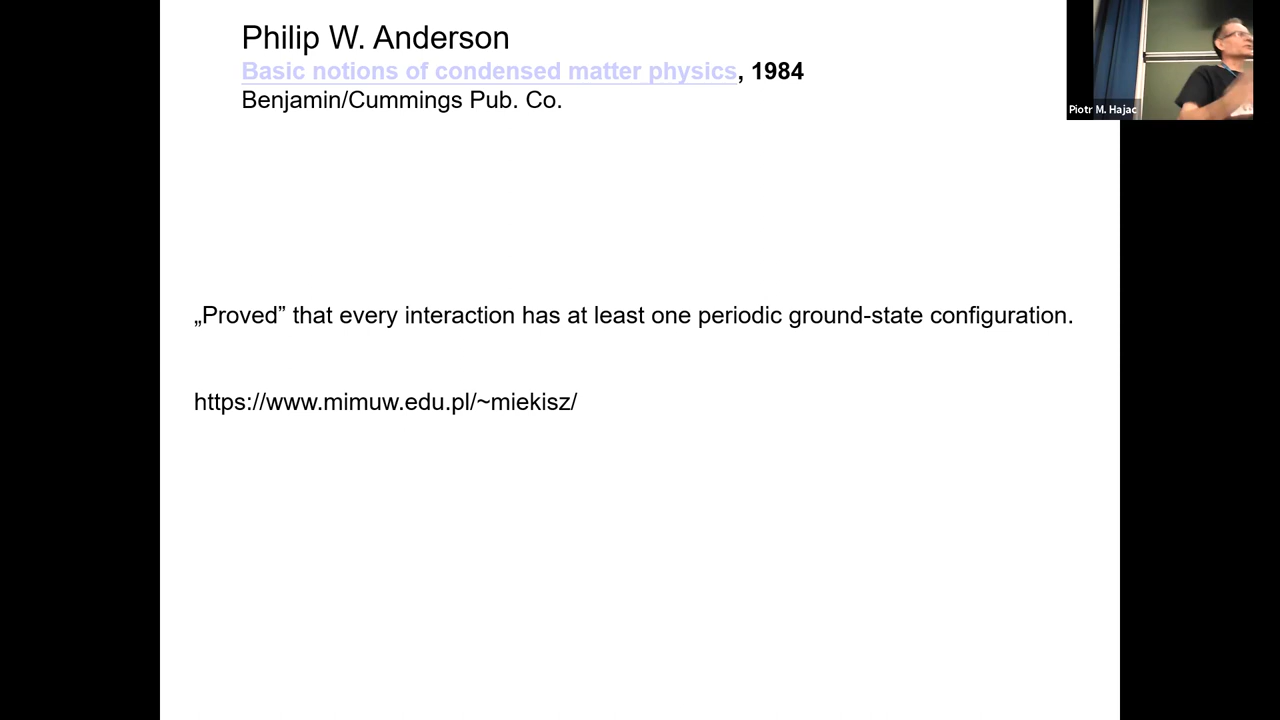 Philip W. Anderson
Basic notions of condensed matter physics, 1984
Benjamin/Cummings Pub. Co.
Piotr M. Hajac
„Proved” that every interaction has at least one periodic ground-state configuration.
https://www.mimuw.edu.pl/~miekisz/